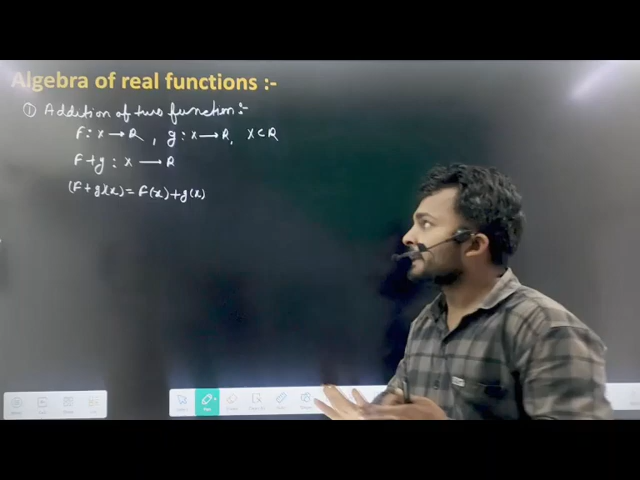 Algebra of real functions :-
① Addition of two function:-
F: X → R, g: X → R, X ⊂ R
F+g : X → R
(F+g)(x) = F(x)+g(x)